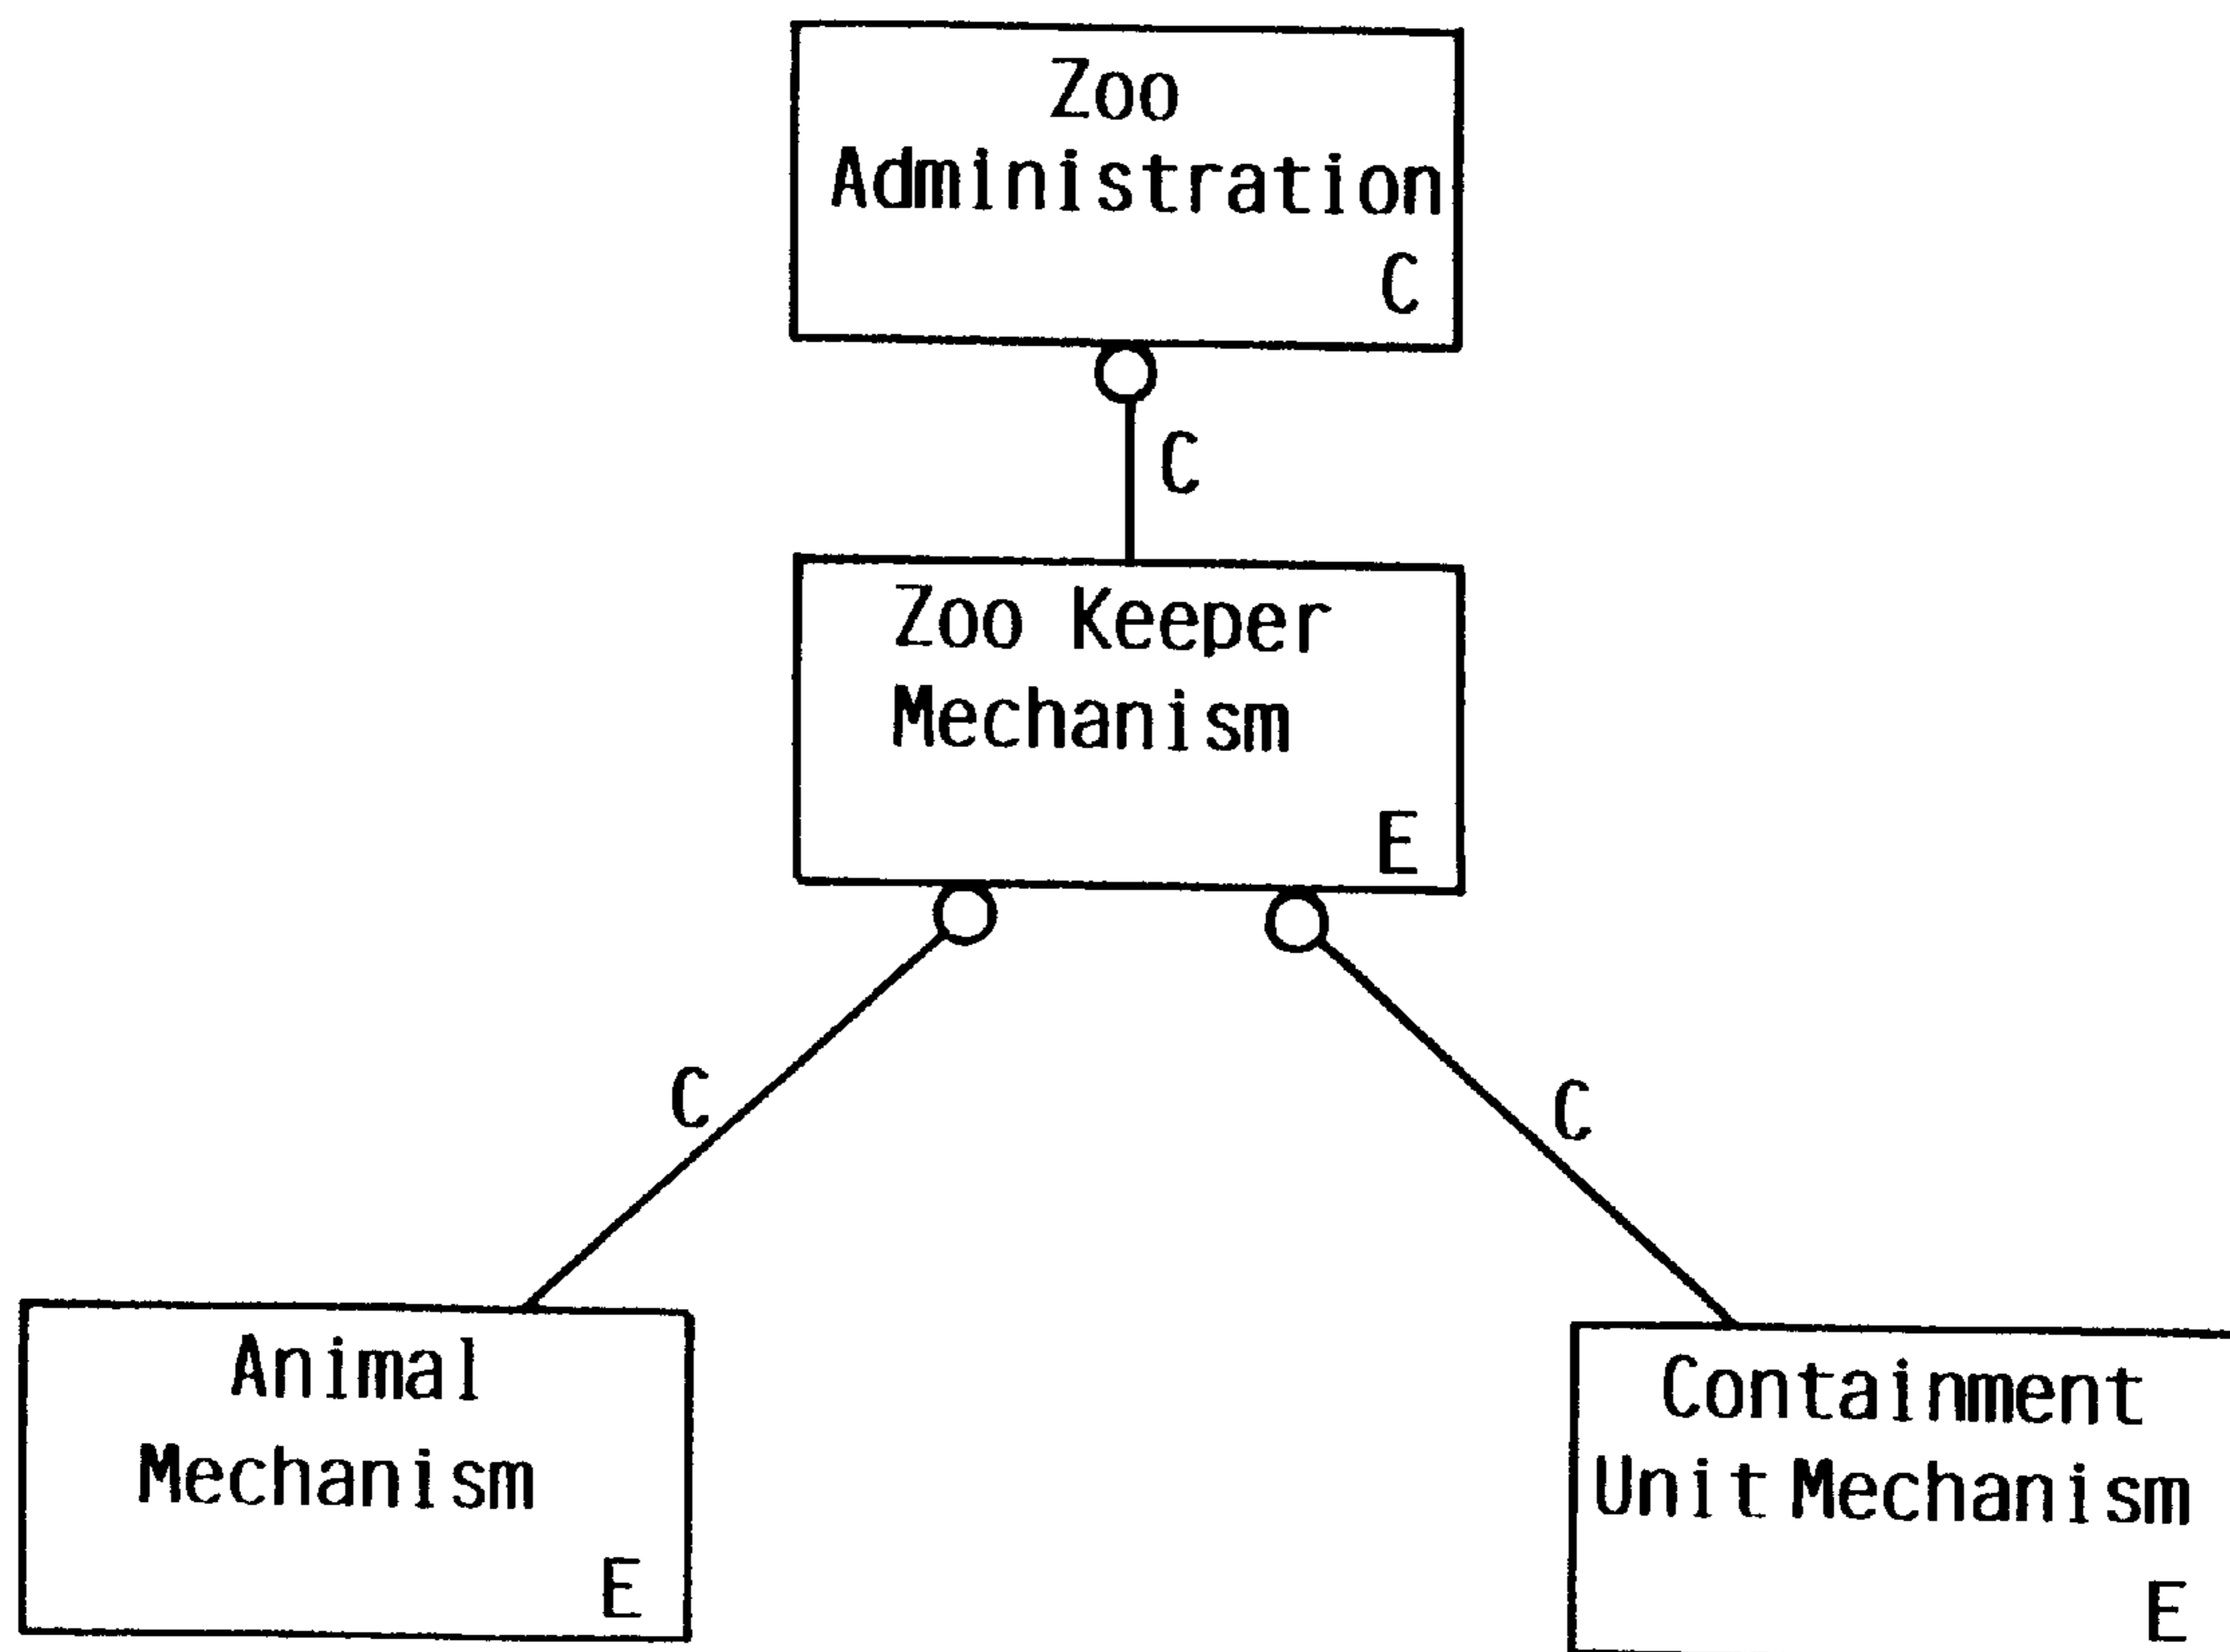 Zoo
Administration
C
C
Zoo Keeper
Mechanism
E
C
C
Animal
Mechanism
E
Containment
Unit Mechanism
E